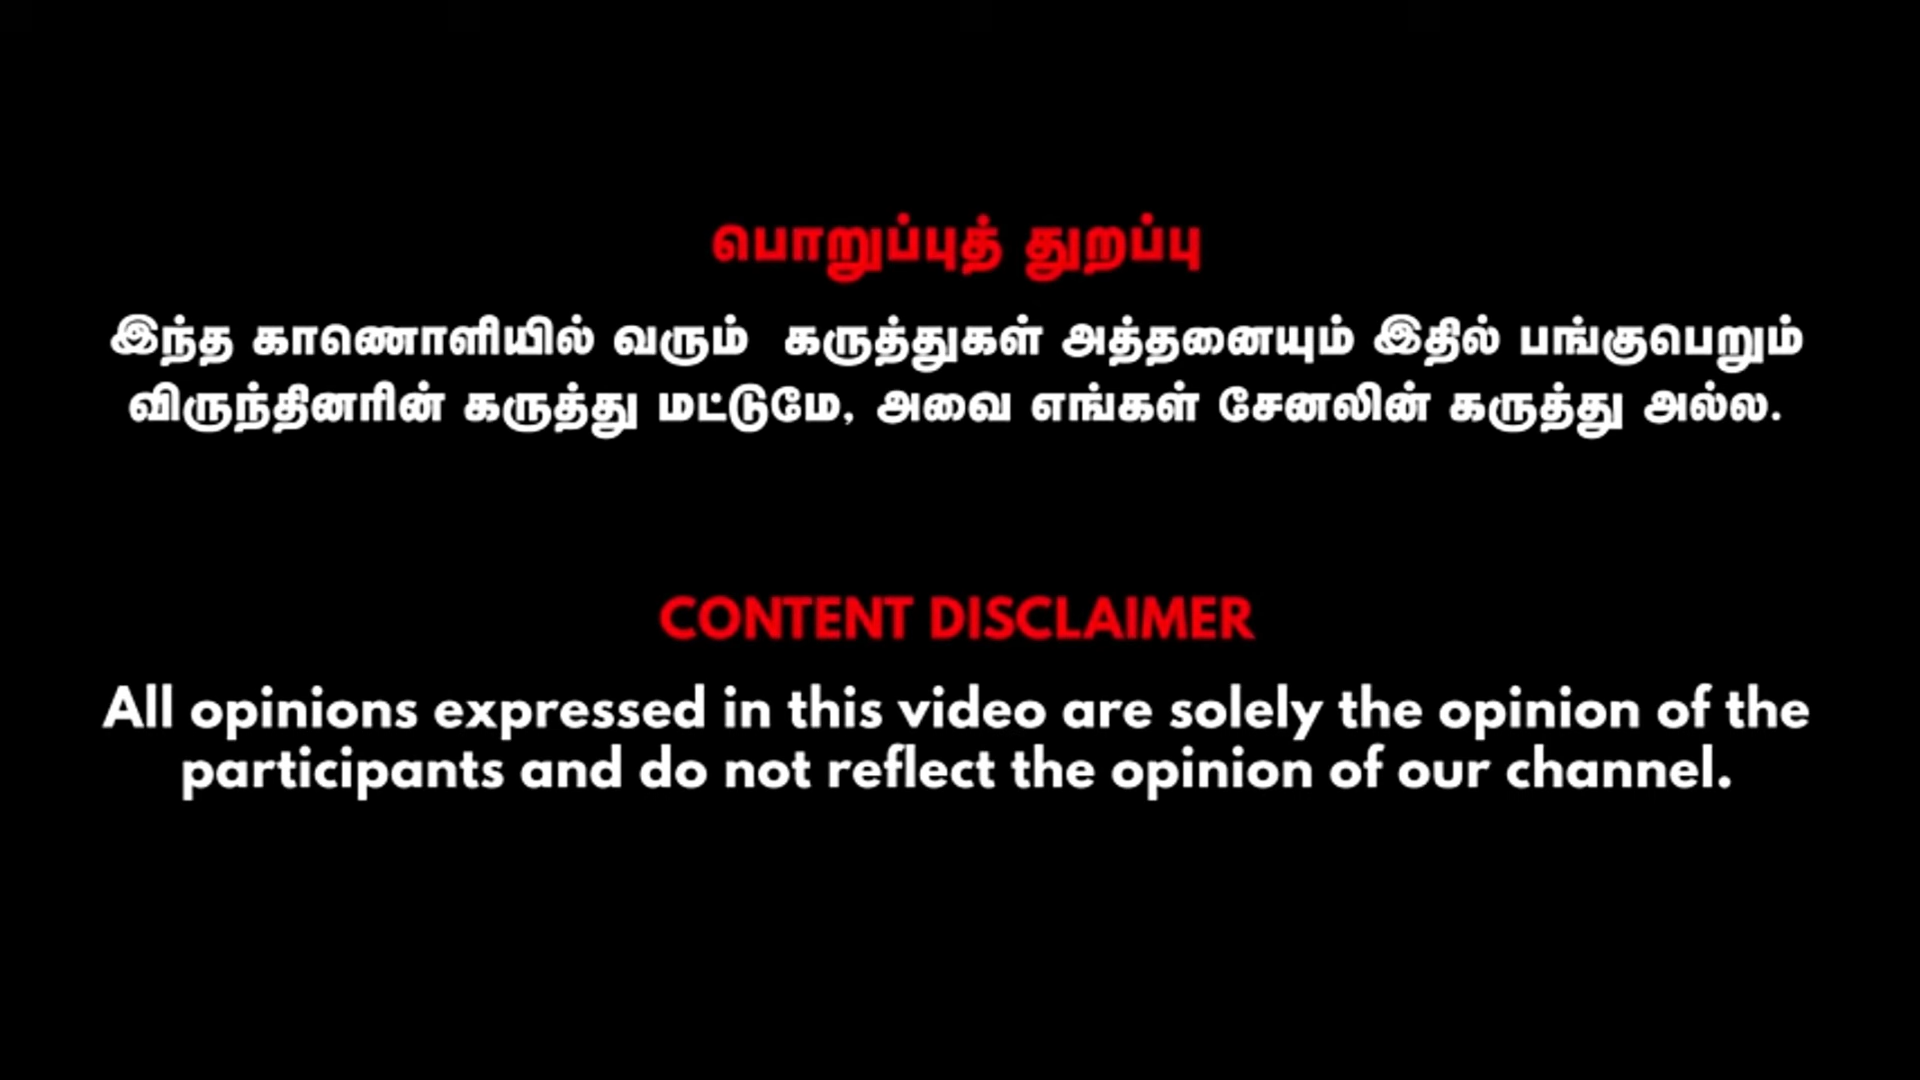 பொறுப்புத் துறப்பு
இந்த காணொளியில் வரும் கருத்துகள் அத்தனையும் இதில் பங்குபெறும்
விருந்தினரின் கருத்து மட்டுமே, அவை எங்கள் சேனலின் கருத்து அல்ல.
CONTENT DISCLAIMER
All opinions expressed in this video are solely the opinion of the
participants and do not reflect the opinion of our channel.